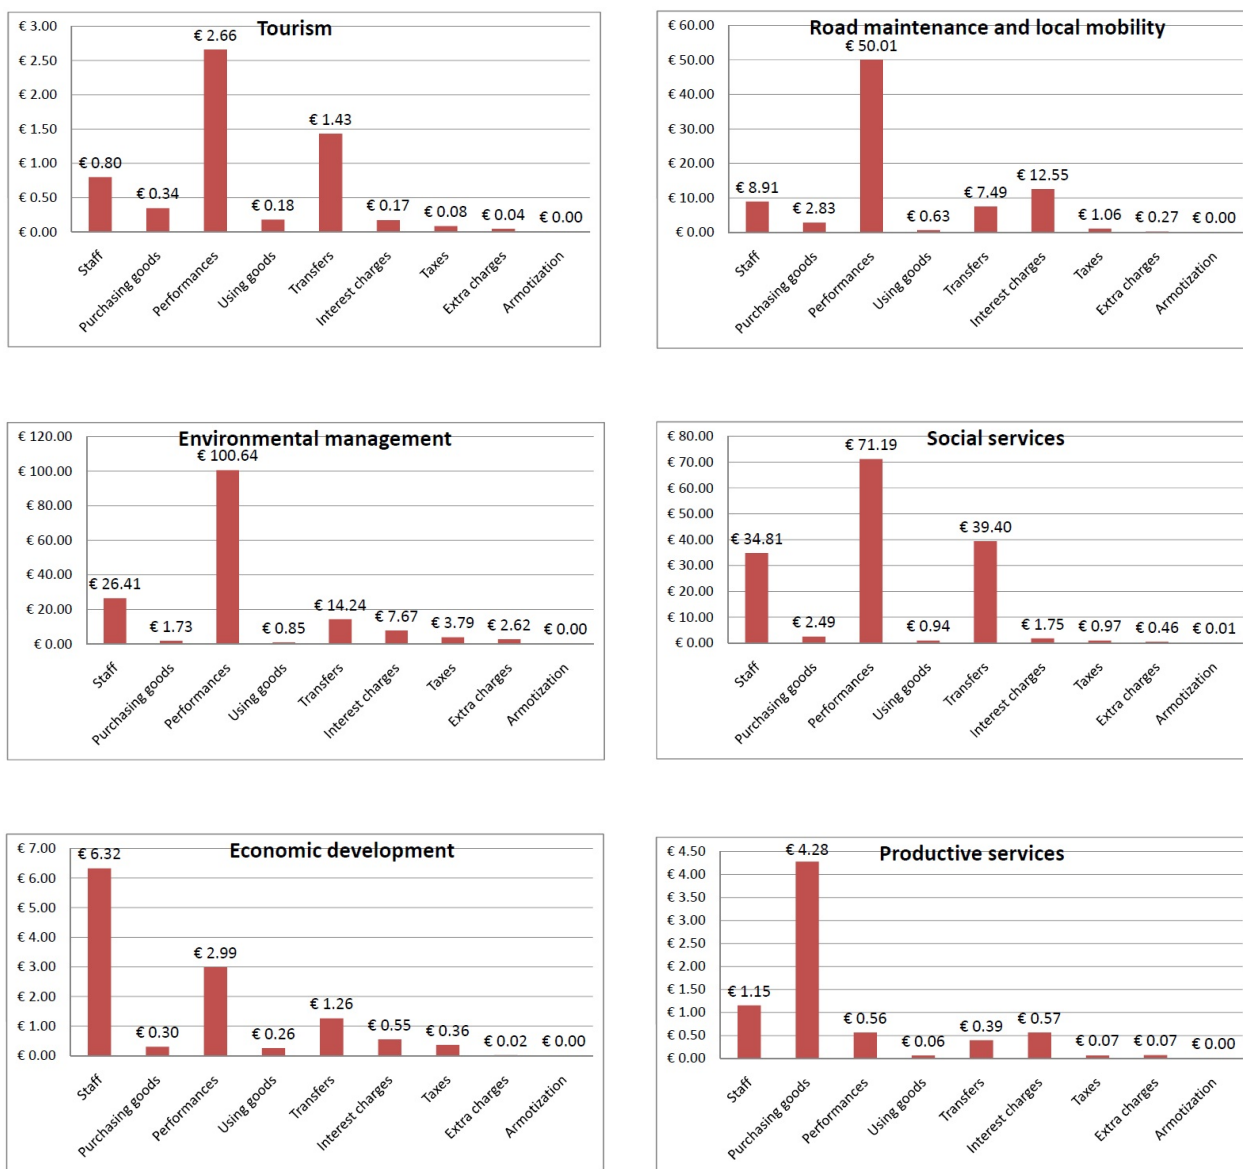 Tourism
€ 3.00
€ 2.50
€ 2.00
€ 1.50
€ 1.00
€ 0.50
€ 0.00
€ 0.80
€ 0.34
€ 2.66
€ 0.18
€ 1.43
€ 0.17
€ 0.08
€ 0.04
€ 0.00
Staff
Purchasing goods
Performances
Using goods
Transfers
Interest charges
Taxes
Extra charges
Armotization
Road maintenance and local mobility
€ 60.00
€ 50.00
€ 40.00
€ 30.00
€ 20.00
€ 10.00
€ 0.00
€ 8.91
€ 2.83
€ 50.01
€ 0.63
€ 7.49
€ 12.55
€ 1.06
€ 0.27
€ 0.00
Staff
Purchasing goods
Performances
Using goods
Transfers
Interest charges
Taxes
Extra charges
Armotization
Environmental management
€ 120.00
€ 100.00
€ 80.00
€ 60.00
€ 40.00
€ 20.00
€ 0.00
€ 26.41
€ 1.73
€ 100.64
€ 0.85
€ 14.24
€ 7.67
€ 3.79
€ 2.62
€ 0.00
Staff
Purchasing goods
Performances
Using goods
Transfers
Interest charges
Taxes
Extra charges
Armotization
Social services
€ 80.00
€ 70.00
€ 60.00
€ 50.00
€ 40.00
€ 30.00
€ 20.00
€ 10.00
€ 0.00
€ 34.81
€ 2.49
€ 71.19
€ 0.94
€ 39.40
€ 1.75
€ 0.97
€ 0.46
€ 0.01
Staff
Purchasing goods
Performances
Using goods
Transfers
Interest charges
Taxes
Extra charges
Armotization
Economic development
€ 7.00
€ 6.00
€ 5.00
€ 4.00
€ 3.00
€ 2.00
€ 1.00
€ 0.00
€ 6.32
€ 0.30
€ 2.99
€ 0.26
€ 1.26
€ 0.55
€ 0.36
€ 0.02
€ 0.00
Staff
Purchasing goods
Performances
Using goods
Transfers
Interest charges
Taxes
Extra charges
Armotization
Productive services
€ 4.50
€ 4.00
€ 3.50
€ 3.00
€ 2.50
€ 2.00
€ 1.50
€ 1.00
€ 0.50
€ 0.00
€ 1.15
€ 4.28
€ 0.56
€ 0.06
€ 0.39
€ 0.57
€ 0.07
€ 0.07
€ 0.00
Staff
Purchasing goods
Performances
Using goods
Transfers
Interest charges
Taxes
Extra charges
Armotization